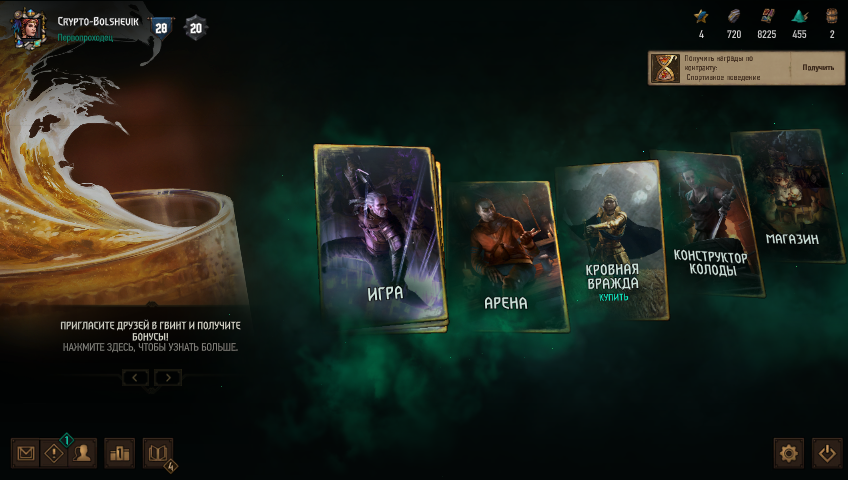 Crypto-Bolshevik
Первопроходец
28
20
4
720
8225
455
2
Получить награды по
контракту:
Спортивное поведение
Получить
ИГРА
АРЕНА
КРОВНАЯ
ВРАЖДА
КУПИТЬ
КОНСТРУКТОР
КОЛОДЫ
МАГАЗИН
ПРИГЛАСИТЕ ДРУЗЕЙ В ГВИНТ И ПОЛУЧИТЕ
БОНУСЫ!
НАЖМИТЕ ЗДЕСЬ, ЧТОБЫ УЗНАТЬ БОЛЬШЕ.
1
4